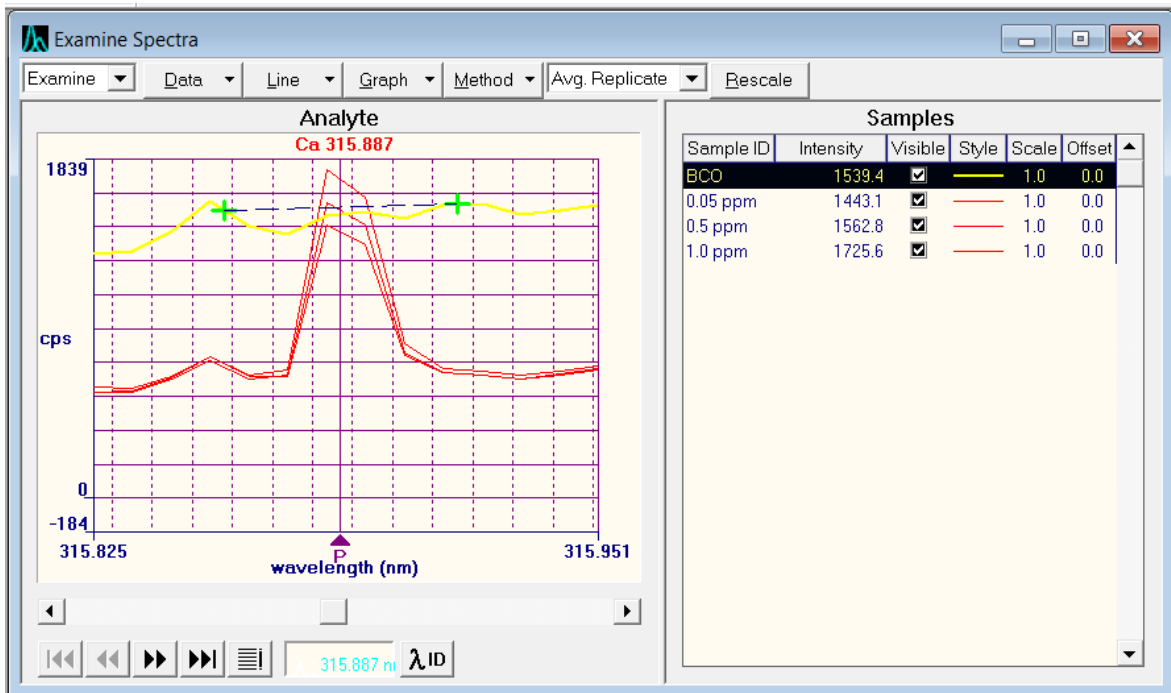 Examine Spectra
Examine Data Line Graph Method Avg. Replicate Rescale
Analyte
Ca 315.887
1839
cps
0
-184
315.825 P 315.951
wavelength (nm)
315.887 n
λ ID
Samples
Sample ID Intensity Visible Style Scale Offset
BCO 1539.4 1.0 0.0
0.05 ppm 1443.1 1.0 0.0
0.5 ppm 1562.8 1.0 0.0
1.0 ppm 1725.6 1.0 0.0